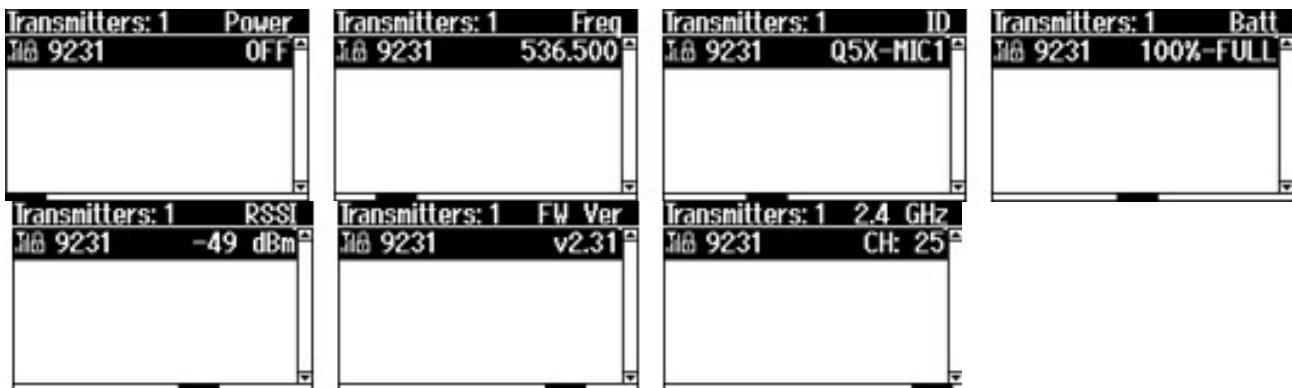 Transmitters: 1 Power
9231 OFF
Transmitters: 1 Freq
9231 536.500
Transmitters: 1 ID
9231 Q5X-MIC1
Transmitters: 1 Batt
9231 100%-FULL
Transmitters: 1 RSSI
9231 -49 dBm
Transmitters: 1 FW Ver
9231 v2.31
Transmitters: 1 2.4 GHz
9231 CH: 25